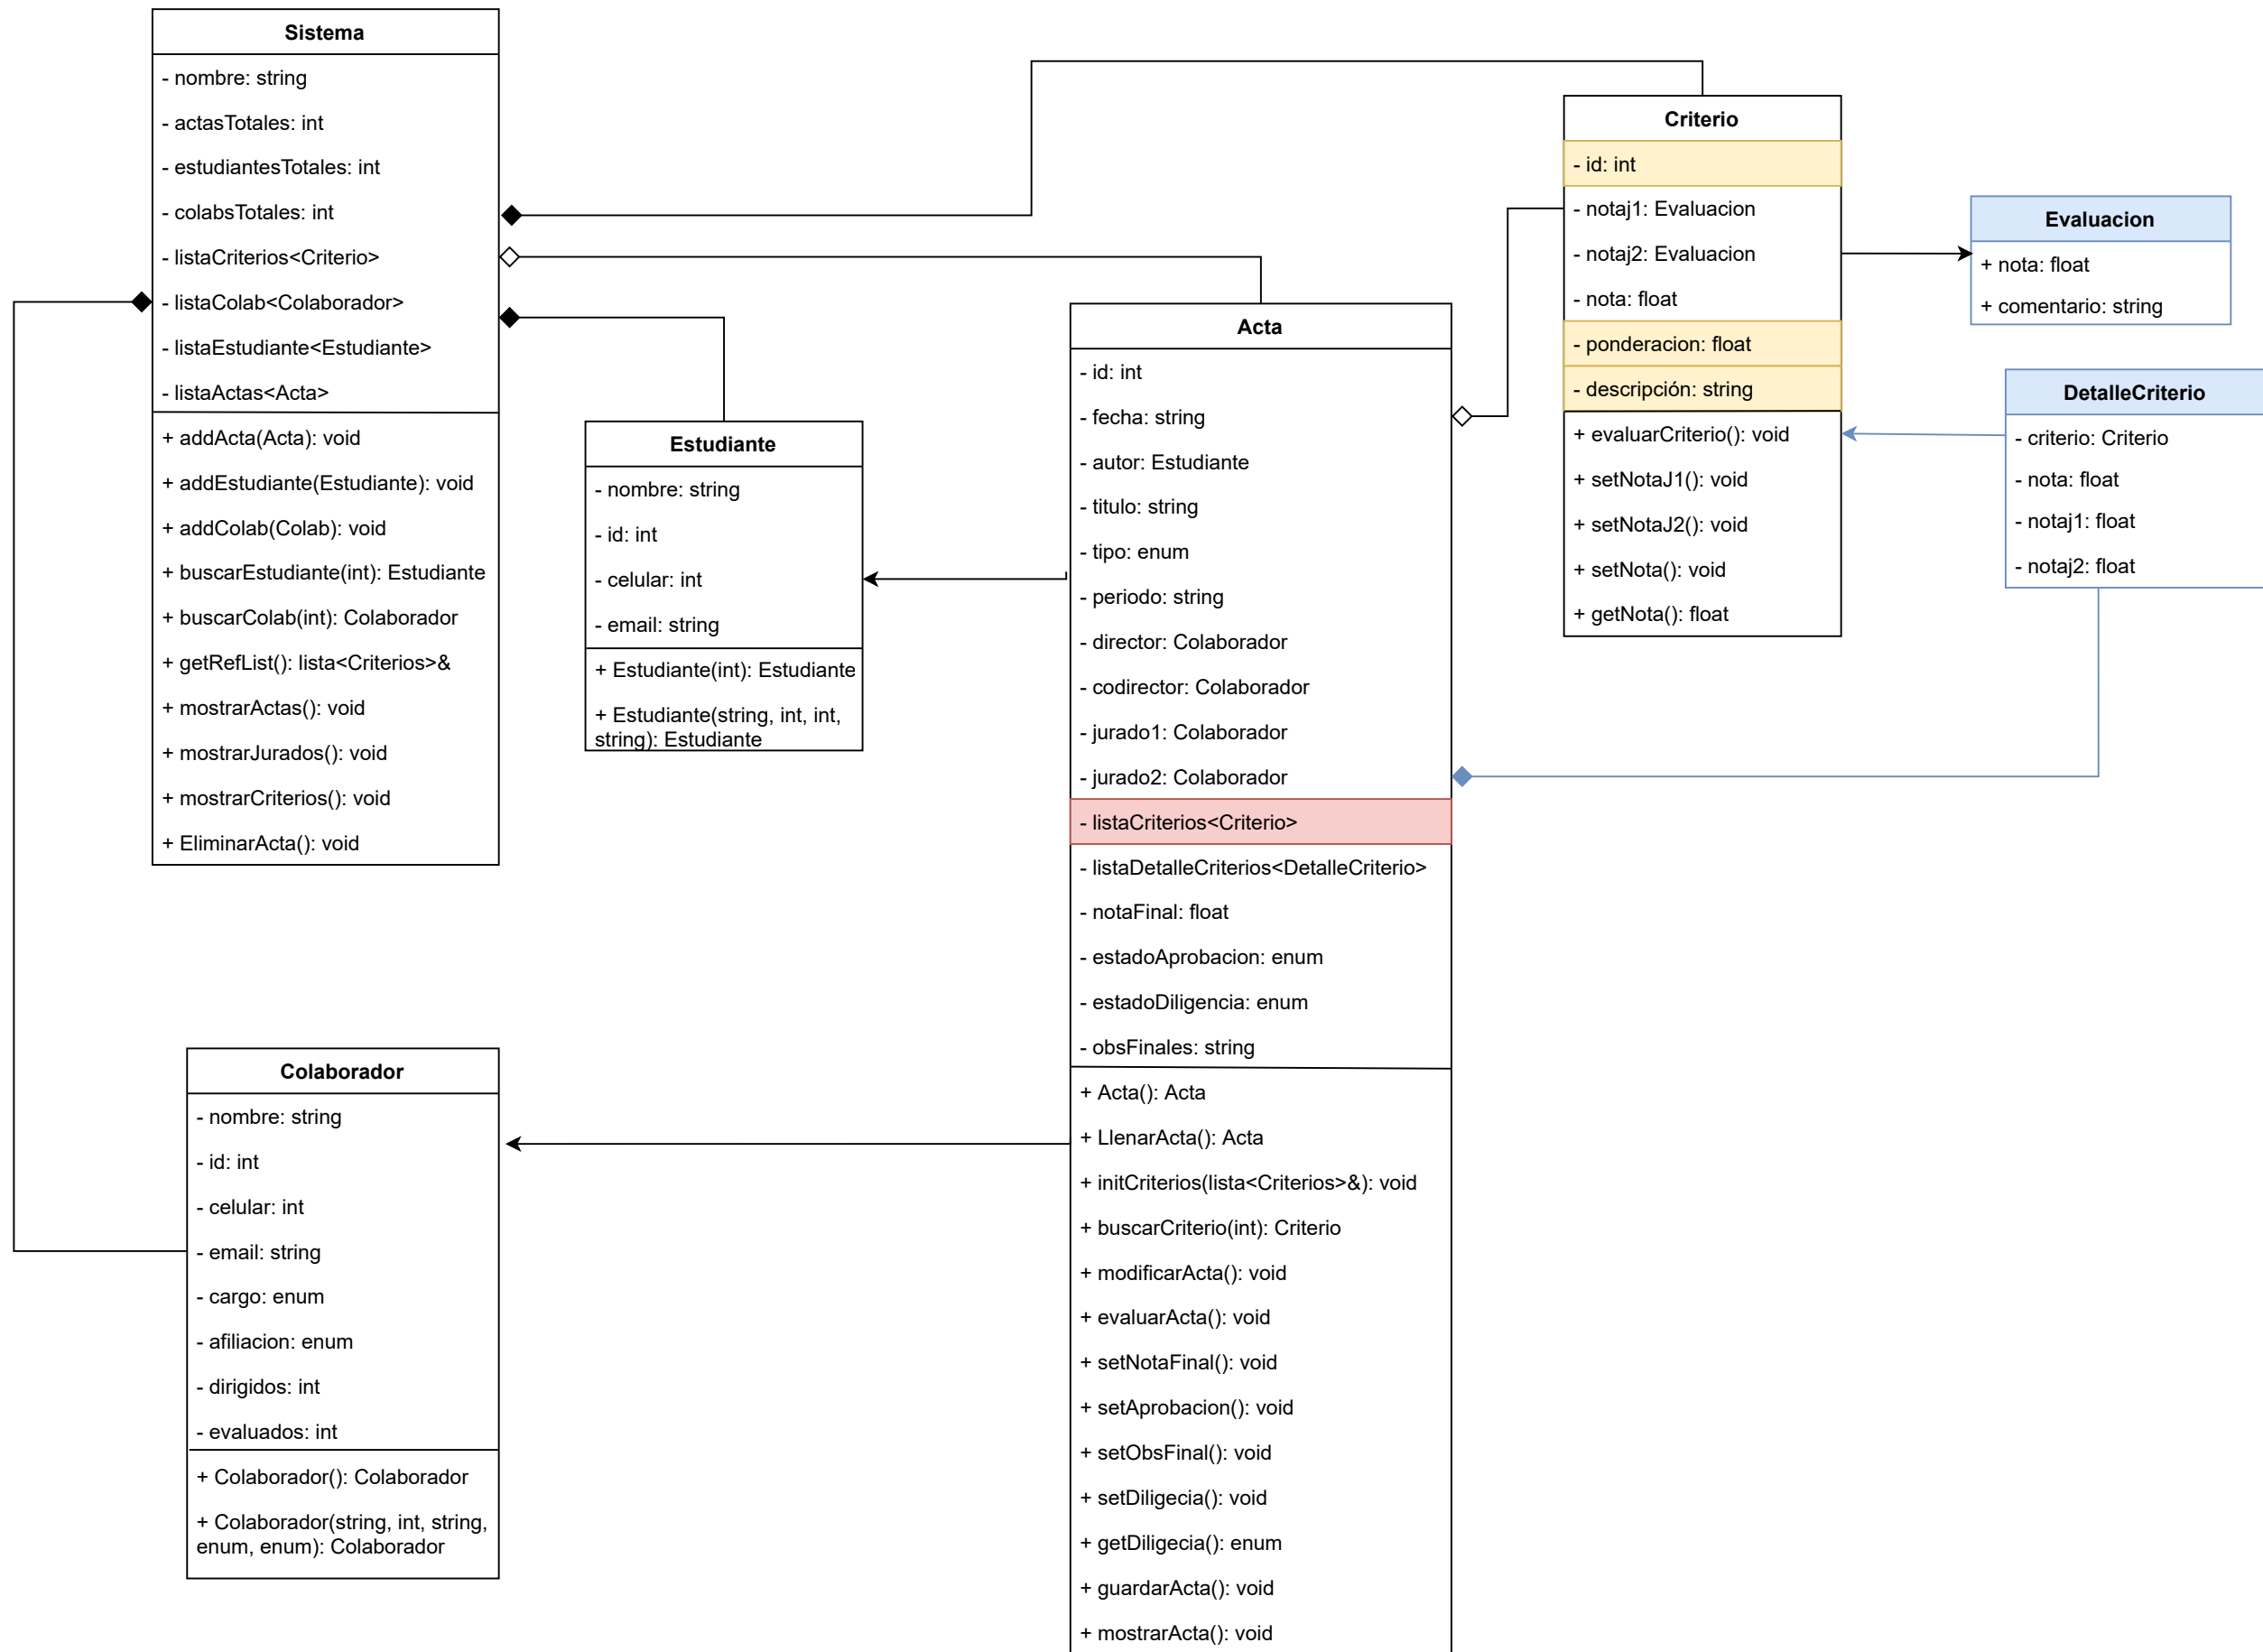 Sistema
- nombre: string
- actasTotales: int
- estudiantesTotales: int
- colabsTotales: int
- listaCriterios<Criterio>
- listaColab<Colaborador>
- listaEstudiante<Estudiante>
- listaActas<Acta>
+ addActa(Acta): void
+ addEstudiante(Estudiante): void
+ addColab(Colab): void
+ buscarEstudiante(int): Estudiante
+ buscarColab(int): Colaborador
+ getRefList(): lista<Criterios>&
+ mostrarActas(): void
+ mostrarJurados(): void
+ mostrarCriterios(): void
+ EliminarActa(): void
Estudiante
- nombre: string
- id: int
- celular: int
- email: string
+ Estudiante(int): Estudiante
+ Estudiante(string, int, int,
string): Estudiante
Colaborador
- nombre: string
- id: int
- celular: int
- email: string
- cargo: enum
- afiliacion: enum
- dirigidos: int
- evaluados: int
+ Colaborador(): Colaborador
+ Colaborador(string, int, string,
enum, enum): Colaborador
Acta
- id: int
- fecha: string
- autor: Estudiante
- titulo: string
- tipo: enum
- periodo: string
- director: Colaborador
- codirector: Colaborador
- jurado1: Colaborador
- jurado2: Colaborador
- listaCriterios<Criterio>
- listaDetalleCriterios<DetalleCriterio>
- notaFinal: float
- estadoAprobacion: enum
- estadoDiligencia: enum
- obsFinales: string
+ Acta(): Acta
+ LlenarActa(): Acta
+ initCriterios(lista<Criterios>&): void
+ buscarCriterio(int): Criterio
+ modificarActa(): void
+ evaluarActa(): void
+ setNotaFinal(): void
+ setAprobacion(): void
+ setObsFinal(): void
+ setDiligecia(): void
+ getDiligecia(): enum
+ guardarActa(): void
+ mostrarActa(): void
Criterio
- id: int
- notaj1: Evaluacion
- notaj2: Evaluacion
- nota: float
- ponderacion: float
- descripción: string
+ evaluarCriterio(): void
+ setNotaJ1(): void
+ setNotaJ2(): void
+ setNota(): void
+ getNota(): float
Evaluacion
+ nota: float
+ comentario: string
DetalleCriterio
- criterio: Criterio
- nota: float
- notaj1: float
- notaj2: float